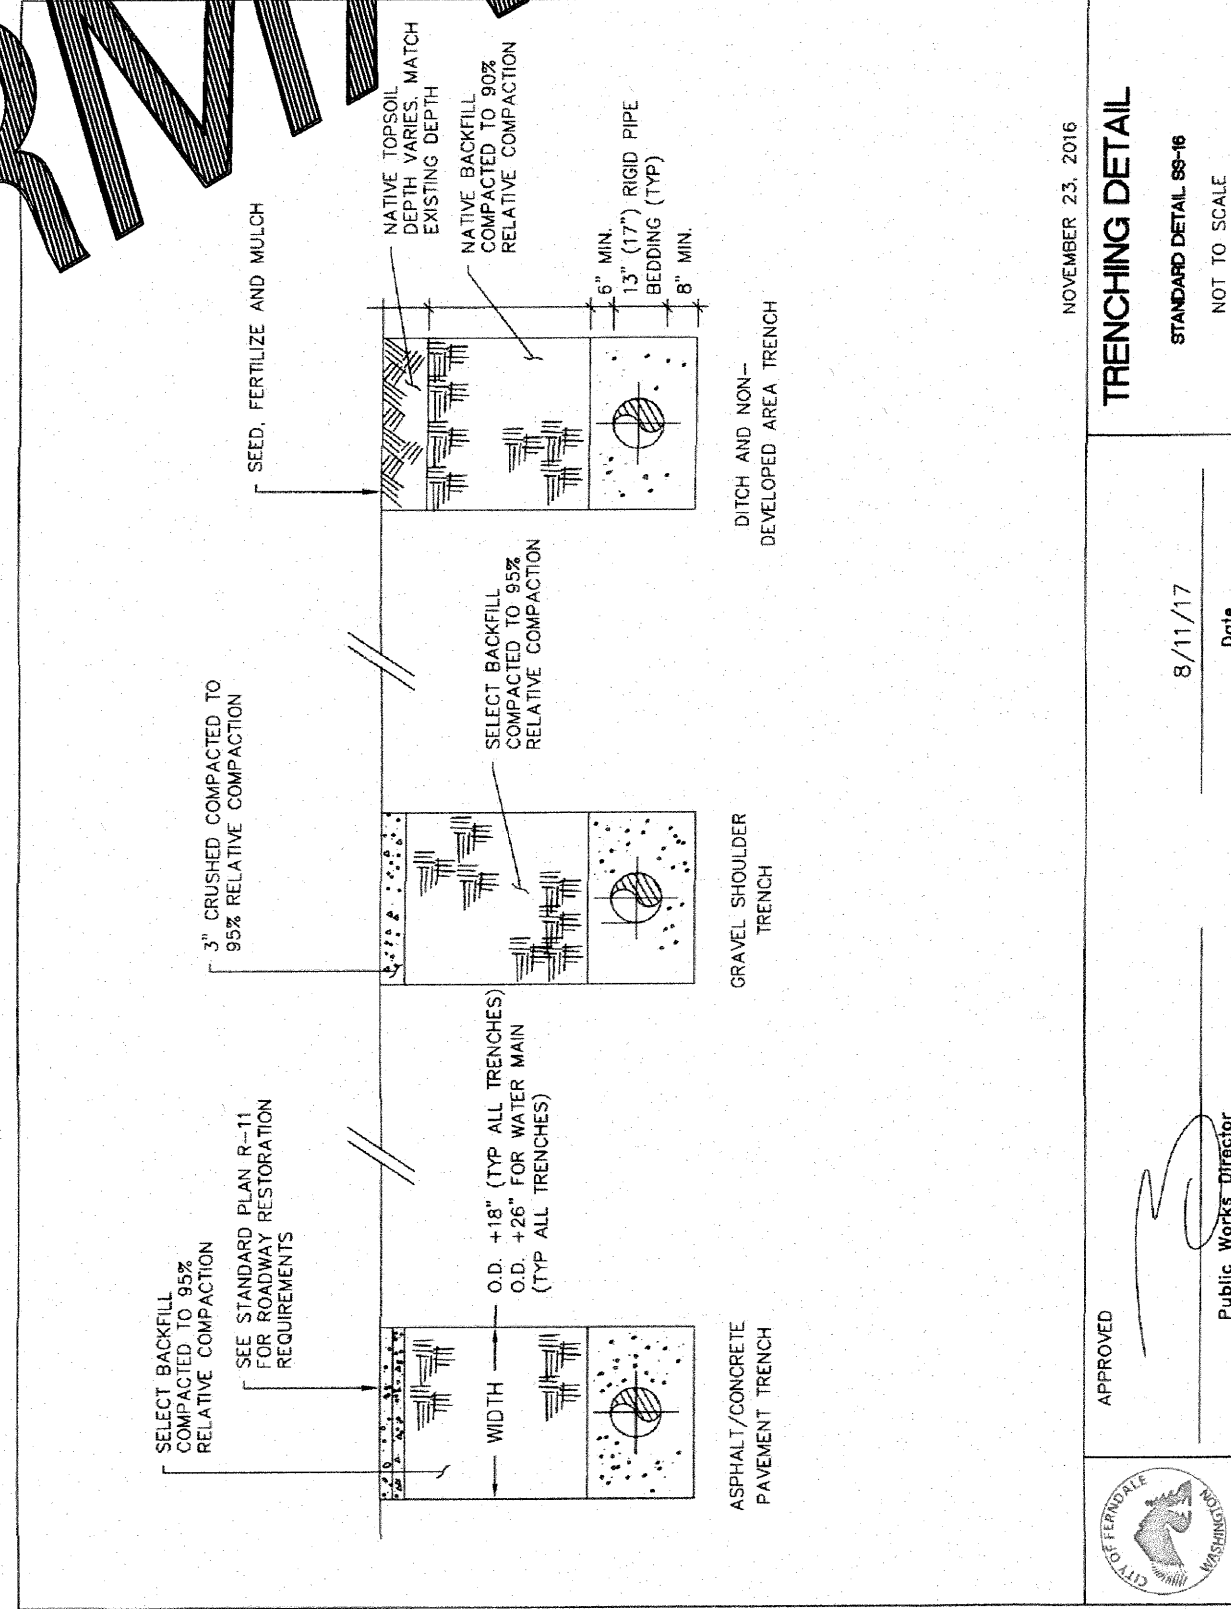 SELECT BACKFILL
COMPACTED TO 95%
RELATIVE COMPACTION
SEE STANDARD PLAN R-11
FOR ROADWAY RESTORATION
REQUIREMENTS
3" CRUSHED COMPACTED TO
95% RELATIVE COMPACTION
SEED, FERTILIZE AND MULCH
NATIVE TOPSOIL
DEPTH VARIES. MATCH
EXISTING DEPTH
NATIVE BACKFILL
COMPACTED TO 90%
RELATIVE COMPACTION
WIDTH
O.D. +18" (TYP ALL TRENCHES)
O.D. +26" FOR WATER MAIN
(TYP ALL TRENCHES)
SELECT BACKFILL
COMPACTED TO 95%
RELATIVE COMPACTION
6" MIN.
13" (17") RIGID PIPE
BEDDING (TYP)
8" MIN.
ASPHALT/CONCRETE
PAVEMENT TRENCH
GRAVEL SHOULDER
TRENCH
DITCH AND NON-
DEVELOPED AREA TRENCH
NOVEMBER 23, 2016
CITY OF FERNDALE
WASHINGTON
APPROVED
Public Works Director
8/11/17
Date
TRENCHING DETAIL
STANDARD DETAIL SS-16
NOT TO SCALE